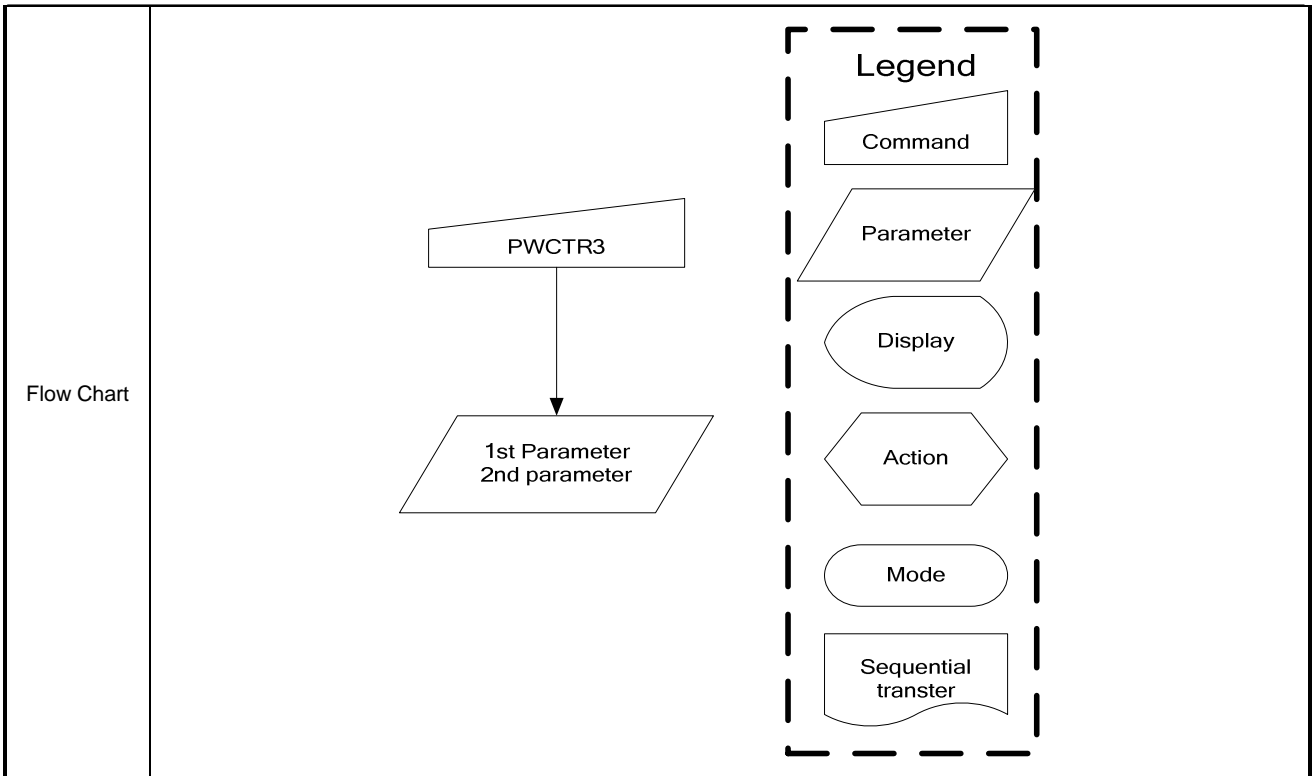 Flow Chart
PWCTR3
1st Parameter
2nd parameter
Legend
Command
Parameter
Display
Action
Mode
Sequential
transter